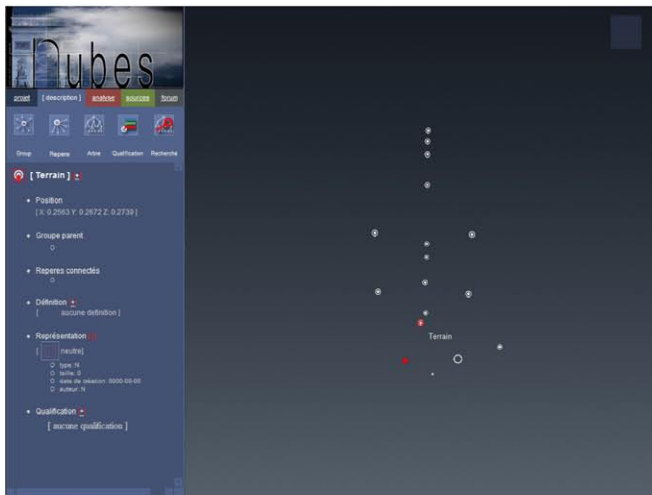 nubes
projet [ description ] analyse sources forum
Group Repere Arbre Qualification Recherche
[ Terrain ]
Position
[ X: 0.2563 Y: 0.2672 Z: 0.2739 ]
Groupe parent
Reperes connectés
Définition
[ aucune definition ]
Représentation
[ neutre]
type: N
taille: 0
date de création: 0000-00-00
auteur: N
Qualification
[ aucune qualification ]
Terrain